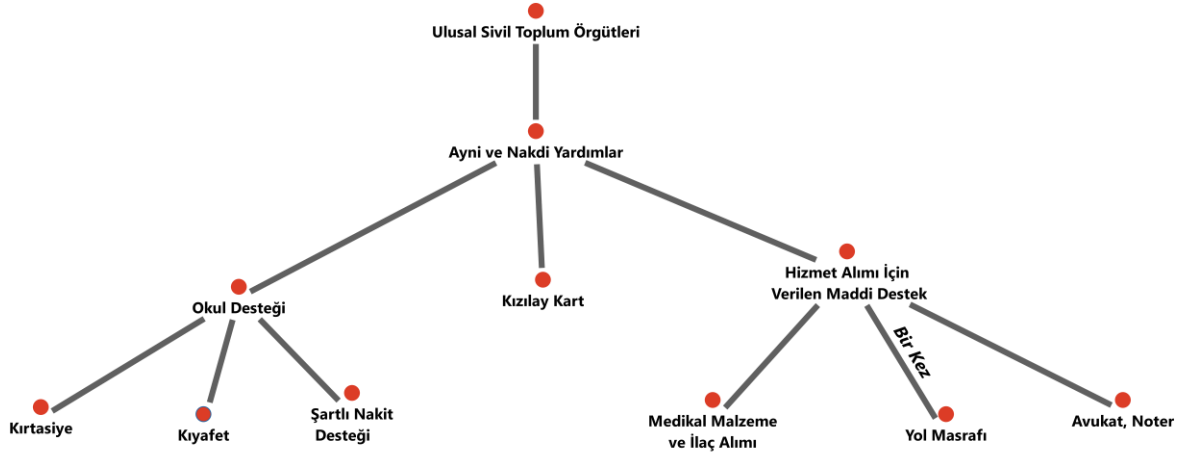 Ulusal Sivil Toplum Örgütleri
Ayni ve Nakdi Yardımlar
Okul Desteği
Kızılay Kart
Hizmet Alımı İçin
Verilen Maddi Destek
Bir Kez
Kırtasiye
Kıyafet
Şartlı Nakit
Desteği
Medikal Malzeme
ve İlaç Alımı
Yol Masrafı
Avukat, Noter